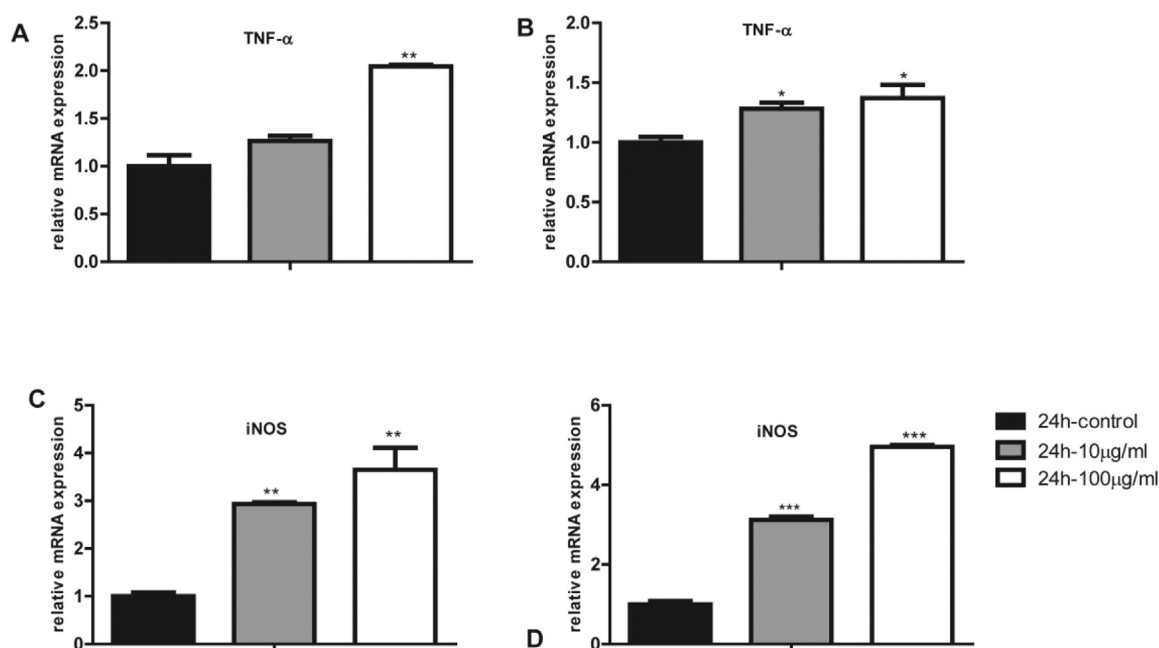 A
TNF-α
relative mRNA expression
2.5
2.0
1.5
1.0
0.5
0.0
**
B
TNF-α
relative mRNA expression
2.0
1.5
1.0
0.5
0.0
*
*
C
iNOS
relative mRNA expression
5
4
3
2
1
0
**
**
D
iNOS
relative mRNA expression
6
4
2
0
***
***
24h-control
24h-10μg/ml
24h-100μg/ml